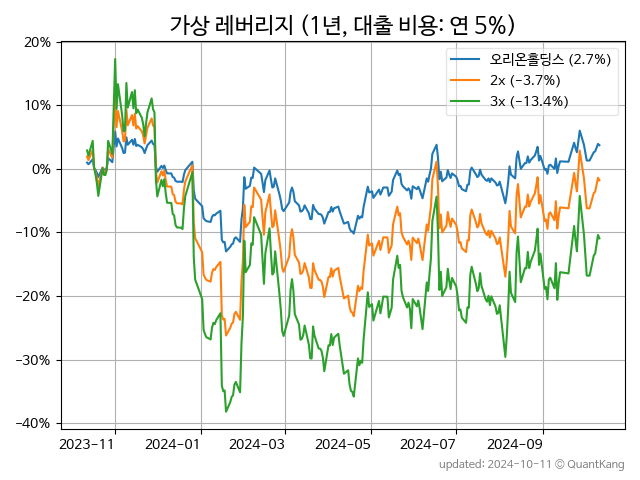 가상 레버리지 (1년, 대출 비용: 연 5%)
오리온홀딩스 (2.7%)
2x (−3.7%)
3x (−13.4%)
20%
10%
0%
−10%
−20%
−30%
−40%
2023-11
2024-01
2024-03
2024-05
2024-07
2024-09
updated: 2024-10-11 © QuantKang